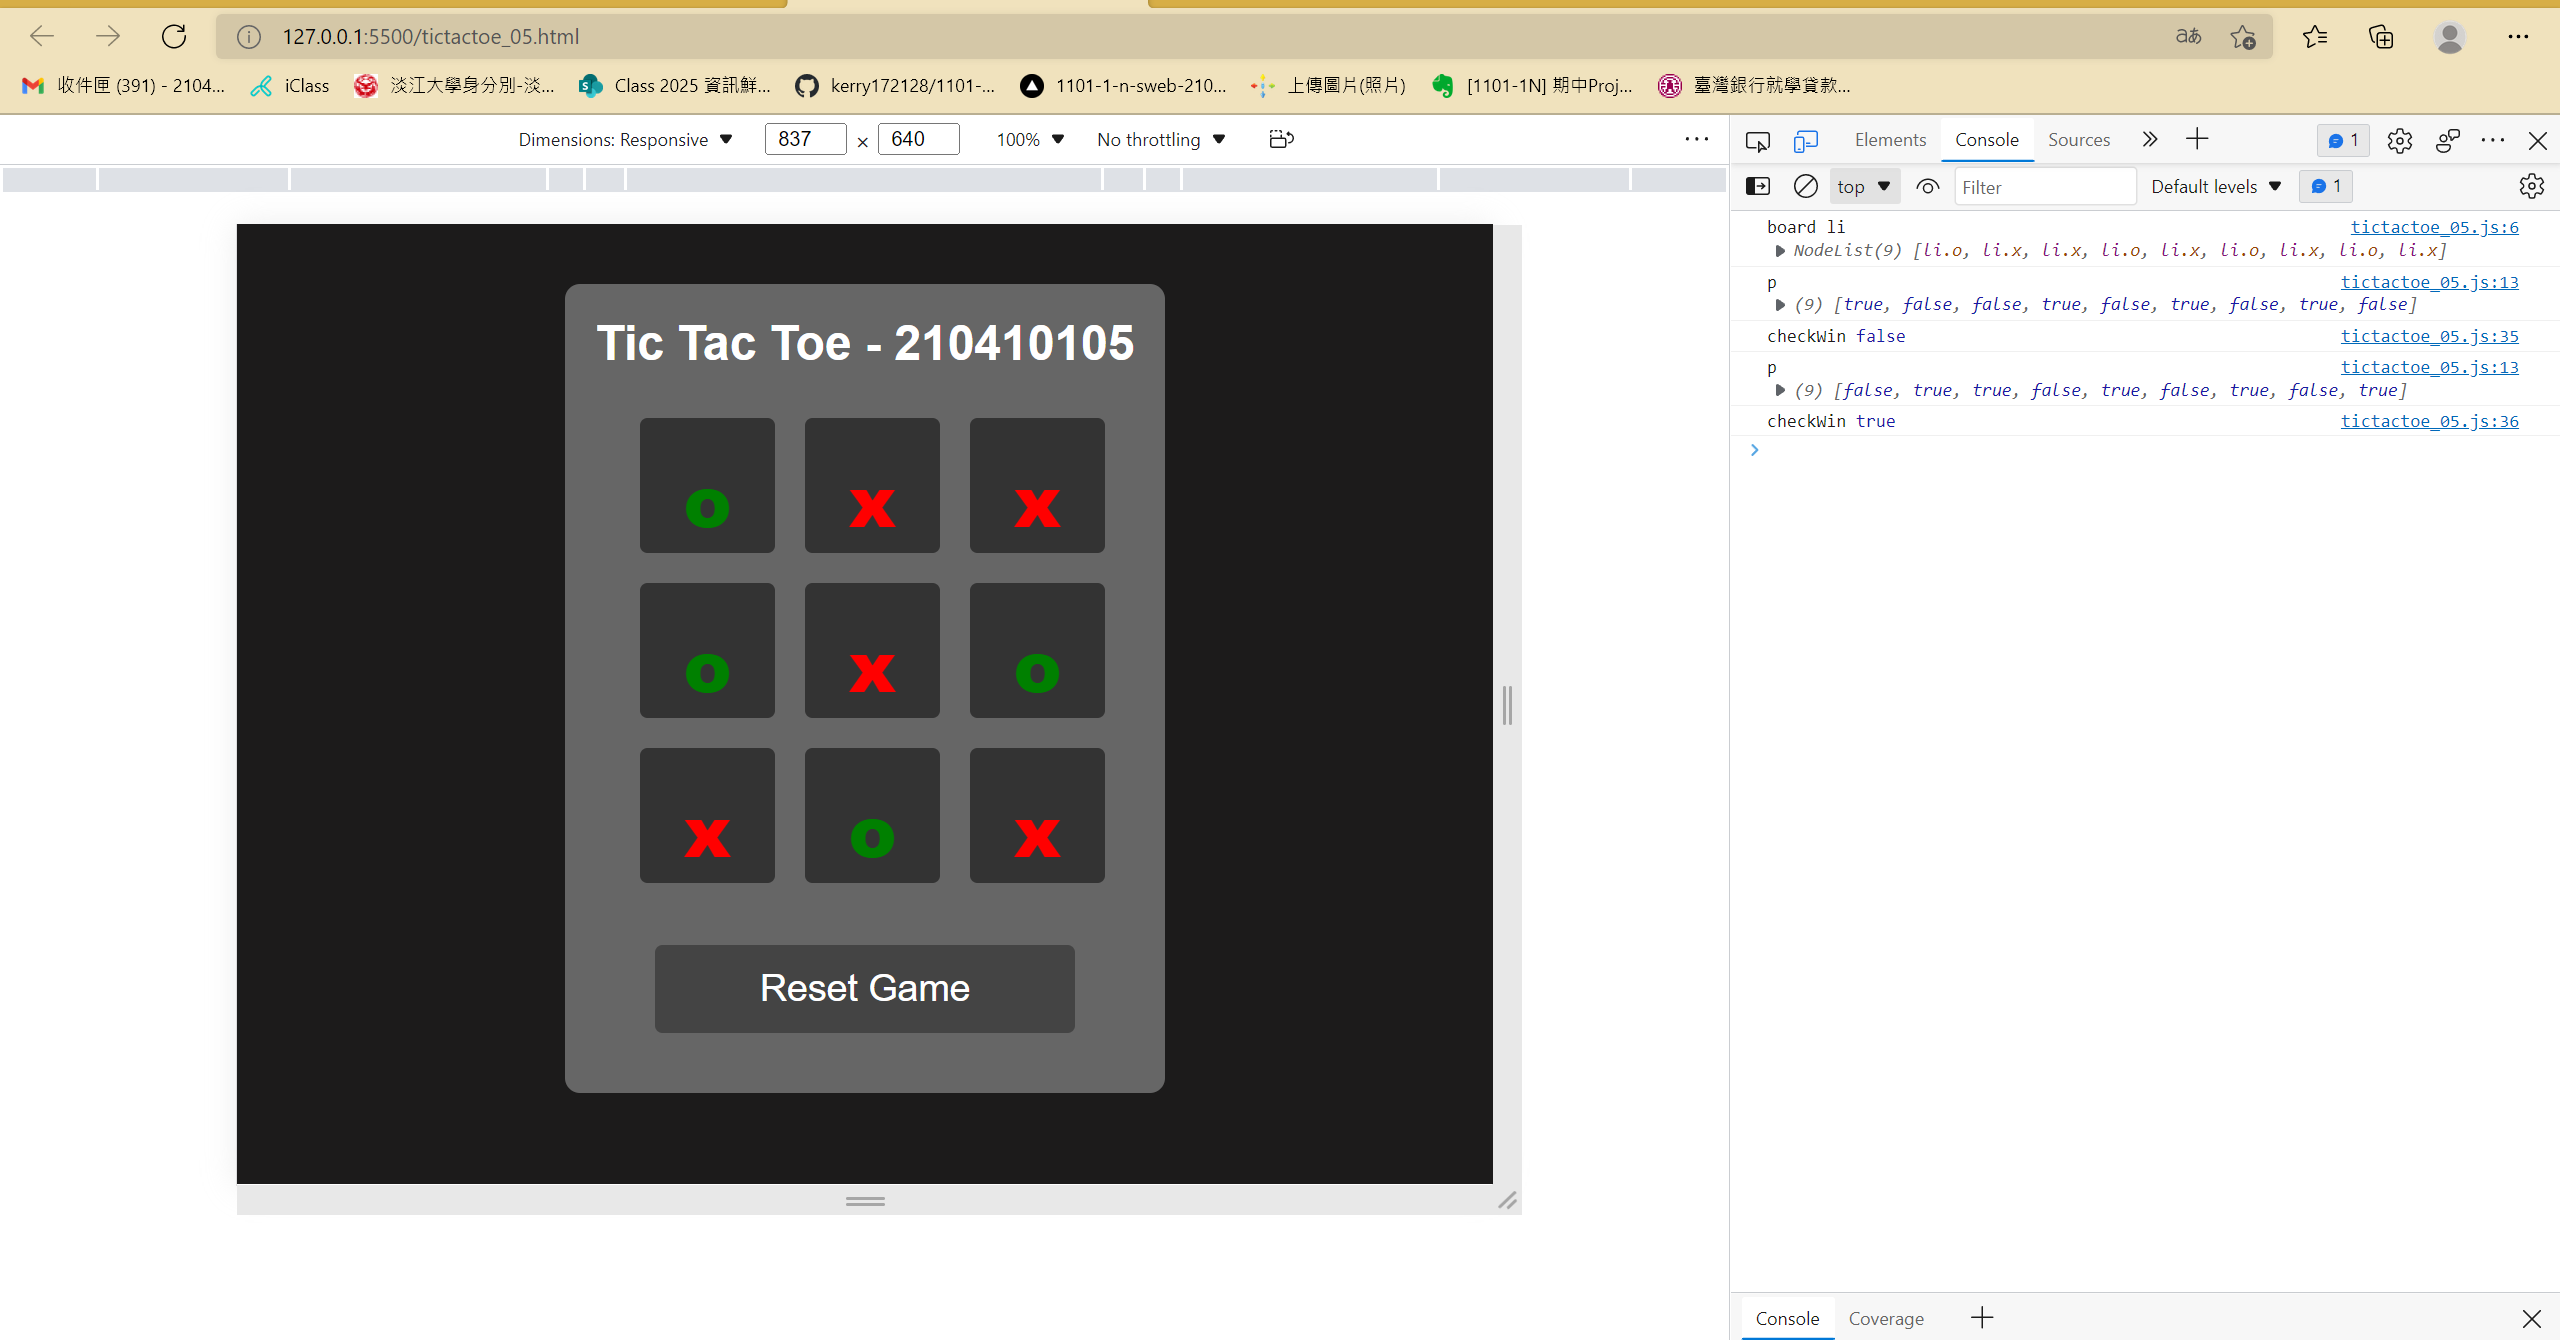 127.0.0.1:5500/tictactoe_05.html
aあ
收件匣 (391) - 2104...
iClass
淡江大學身分別-淡...
Class 2025 資訊鮮...
kerry172128/1101-...
1101-1-n-sweb-210...
上傳圖片(照片)
[1101-1N] 期中Proj...
臺灣銀行就學貸款...
Dimensions: Responsive
837 × 640
100%
No throttling
Elements
Console
Sources
1
top
Filter
Default levels
1
Tic Tac Toe - 210410105
o x x
o x o
x o x
Reset Game
board li tictactoe_05.js:6
NodeList(9) [li.o, li.x, li.x, li.o, li.x, li.o, li.x, li.o, li.x]
p tictactoe_05.js:13
(9) [true, false, false, true, false, true, false, true, false]
checkWin false tictactoe_05.js:35
p tictactoe_05.js:13
(9) [false, true, true, false, true, false, true, false, true]
checkWin true tictactoe_05.js:36
Console
Coverage